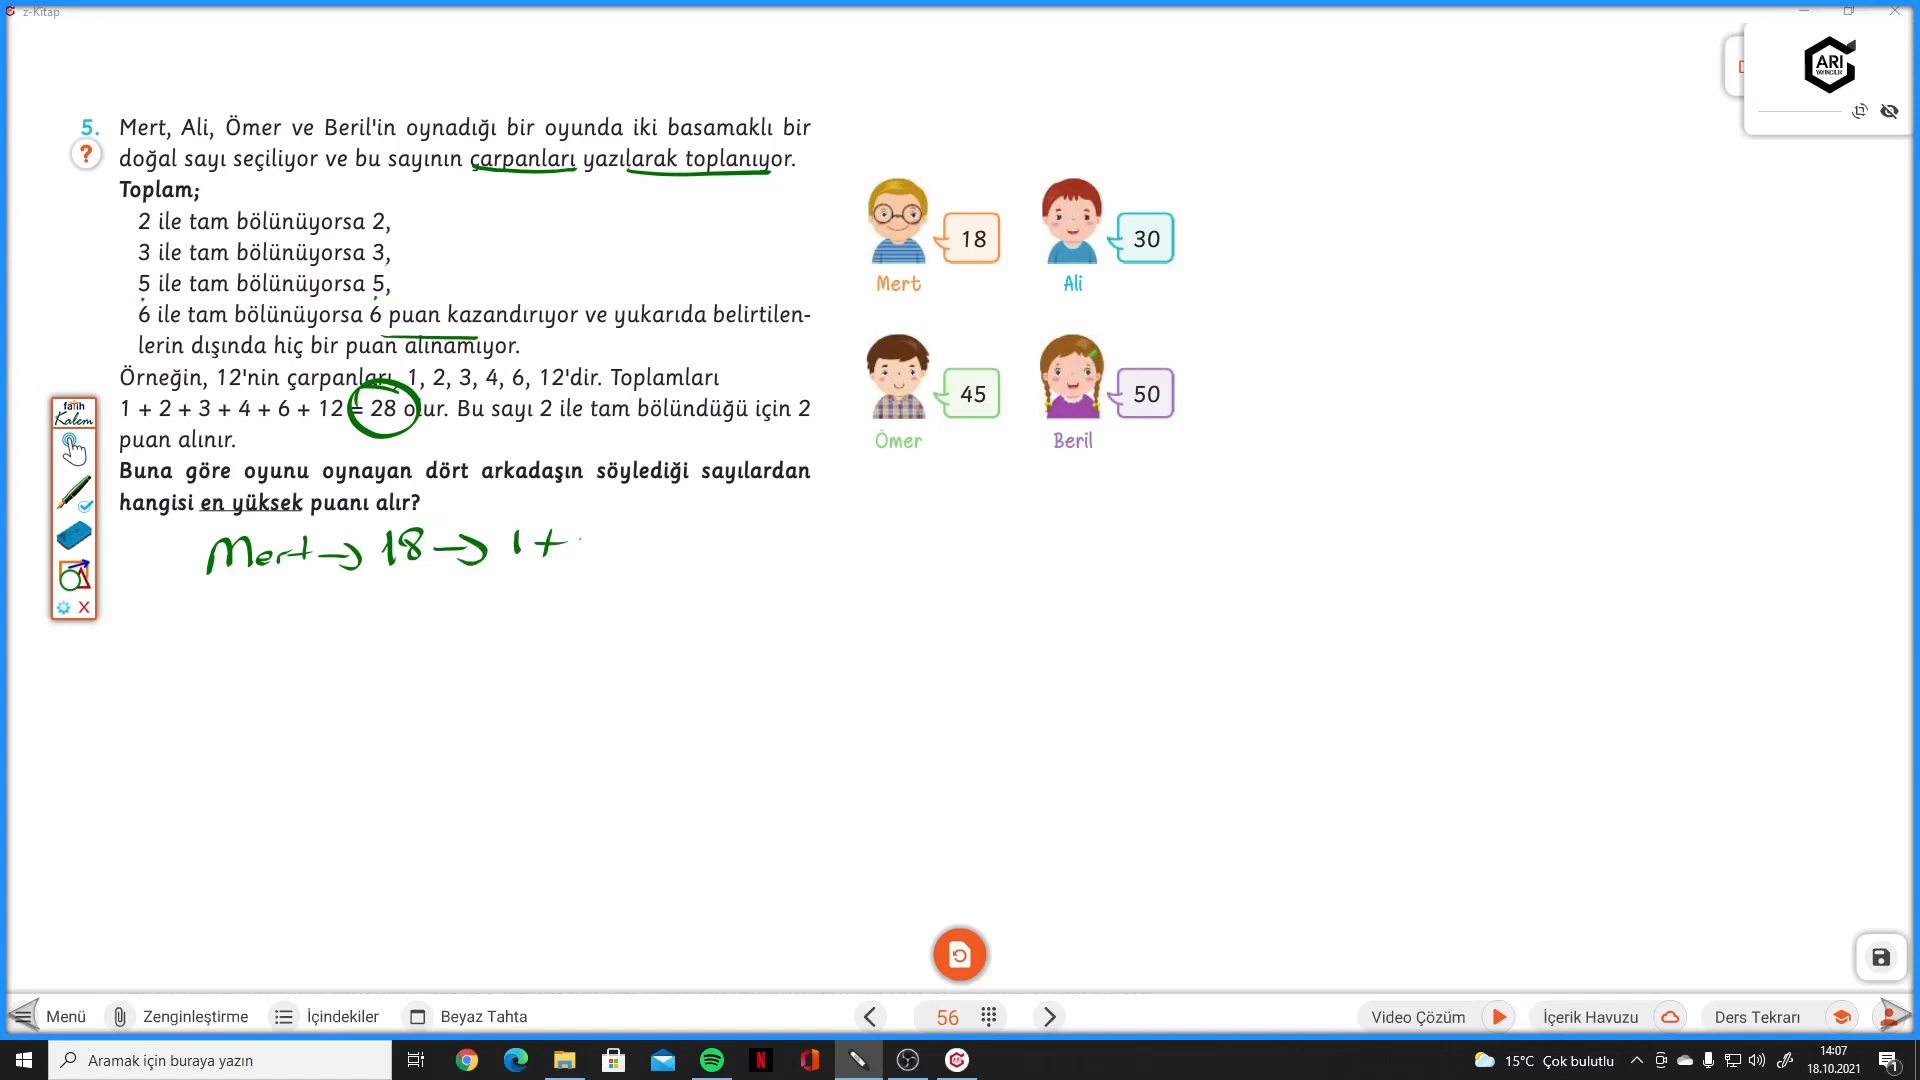 z-Kitap
ARI
YAYINCILIK
5. Mert, Ali, Ömer ve Beril'in oynadığı bir oyunda iki basamaklı bir
doğal sayı seçiliyor ve bu sayının çarpanları yazılarak toplanıyor.
?
Toplam;
2 ile tam bölünüyorsa 2,
3 ile tam bölünüyorsa 3,
5 ile tam bölünüyorsa 5,
6 ile tam bölünüyorsa 6 puan kazandırıyor ve yukarıda belirtilen-
lerin dışında hiç bir puan alınamıyor.
Örneğin, 12'nin çarpanları, 1, 2, 3, 4, 6, 12'dir. Toplamları
1 + 2 + 3 + 4 + 6 + 12 = 28 olur. Bu sayı 2 ile tam bölündüğü için 2
puan alınır.
Buna göre oyunu oynayan dört arkadaşın söylediği sayılardan
hangisi en yüksek puanı alır?
Mert → 18 → 1 +
18
Mert
30
Ali
45
Ömer
50
Beril
fatih
Kalem
X
Menü
Zenginleştirme
İçindekiler
Beyaz Tahta
56
Video Çözüm
İçerik Havuzu
Ders Tekrarı
Aramak için buraya yazın
15°C Çok bulutlu
14:07
18.10.2021
1